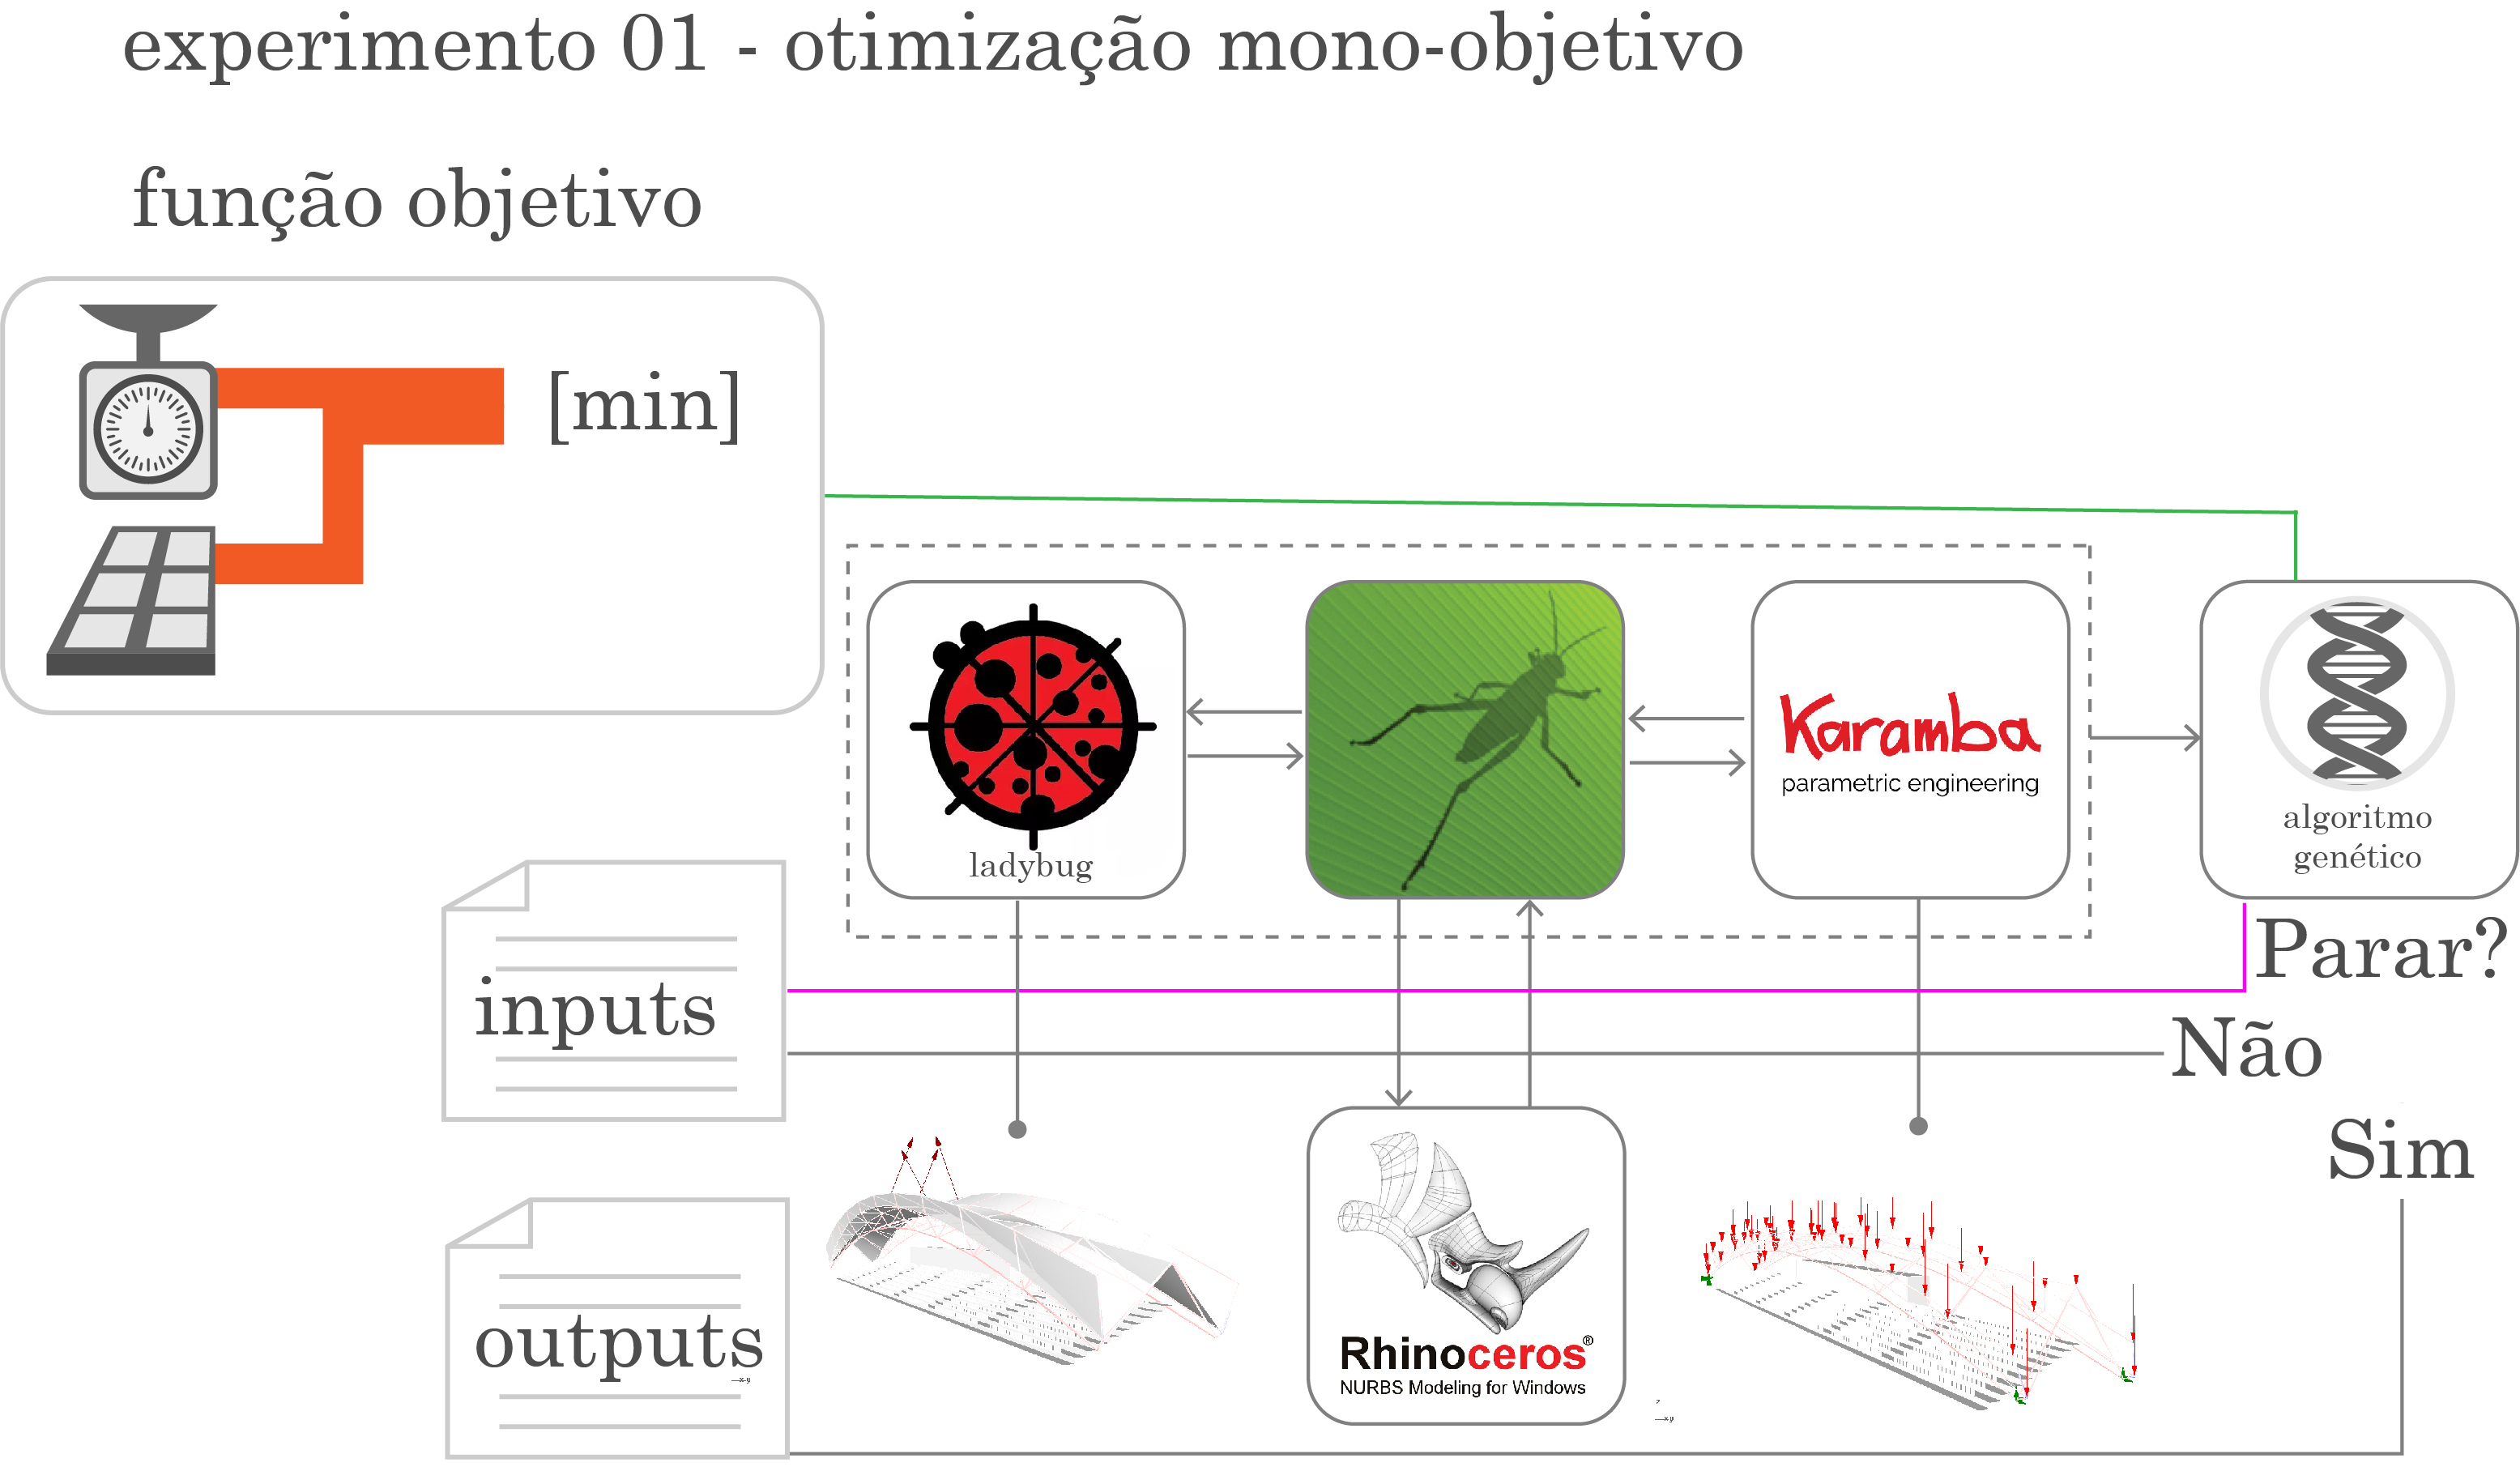 experimento 01 - otimização mono-objetivo
função objetivo
[min]
ladybug
Karamba
parametric engineering
algoritmo
genético
Parar?
inputs
Não
Sim
outputs
Rhinoceros®
NURBS Modeling for Windows